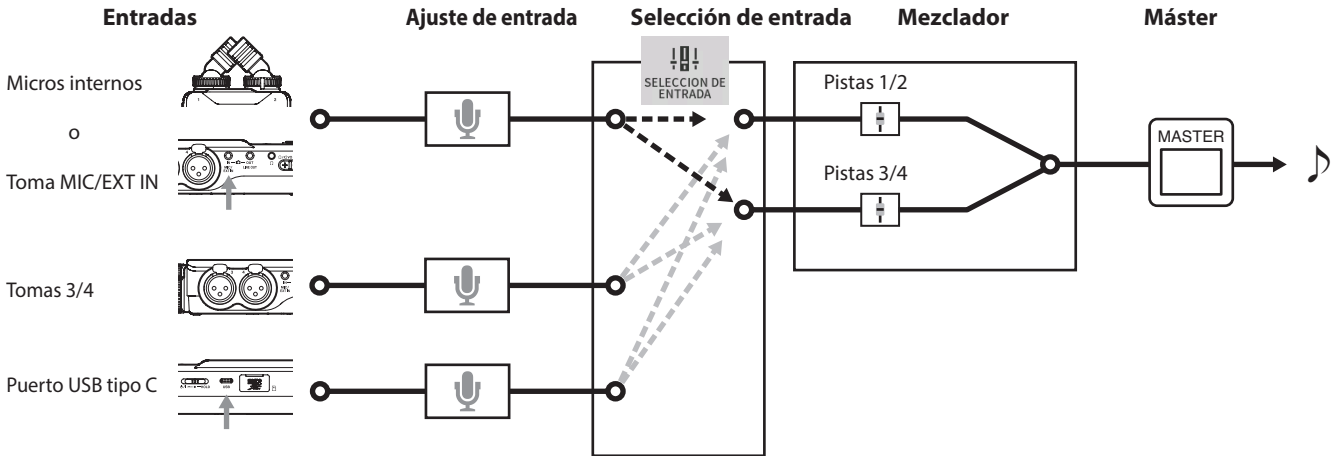 Entradas
Ajuste de entrada
Selección de entrada
Mezclador
Máster
Micros internos
o
Toma MIC/EXT IN
Tomas 3/4
Puerto USB tipo C
SELECCION DE
ENTRADA
Pistas 1/2
Pistas 3/4
MASTER